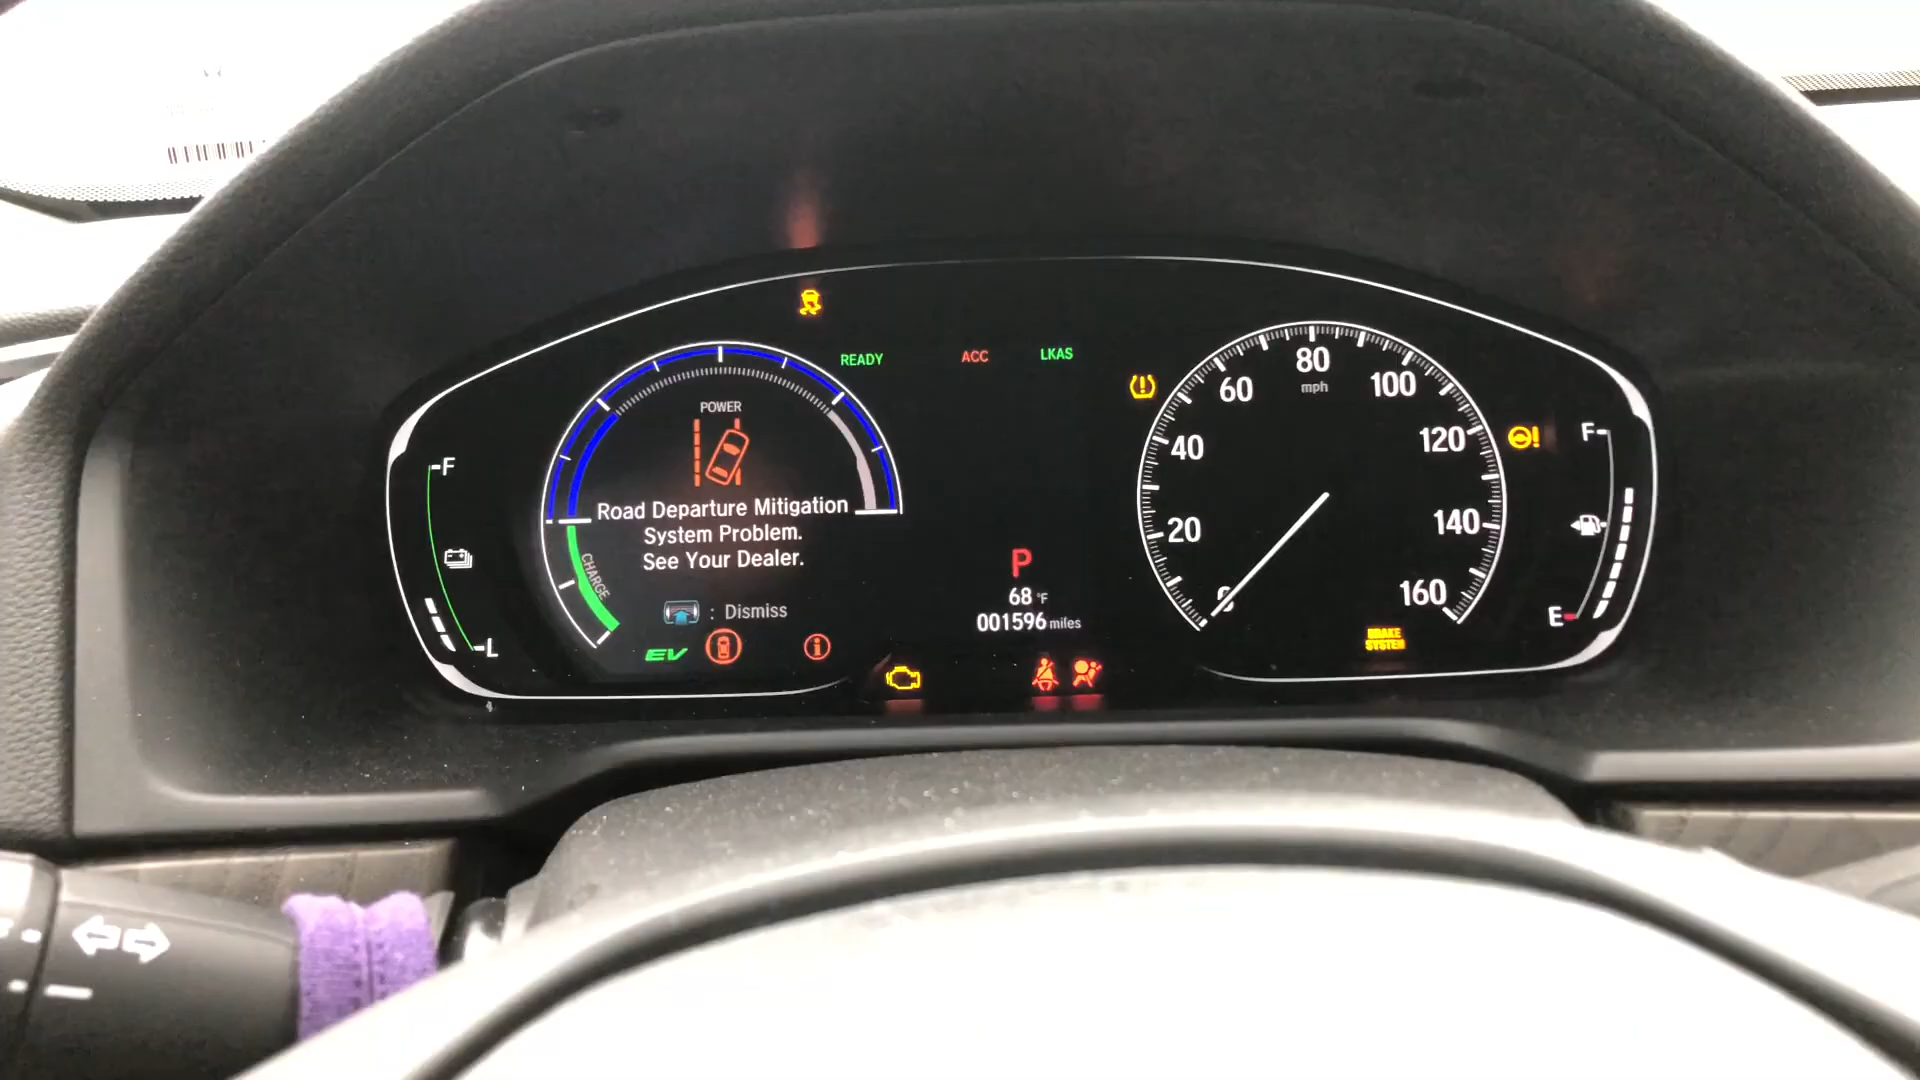 READY
ACC
LKAS
POWER
Road Departure Mitigation
System Problem.
See Your Dealer.
: Dismiss
CHARGE
EV
F
L
P
68 °F
001596 miles
0
20
40
60
80
mph
100
120
140
160
BRAKE
SYSTEM
F
E